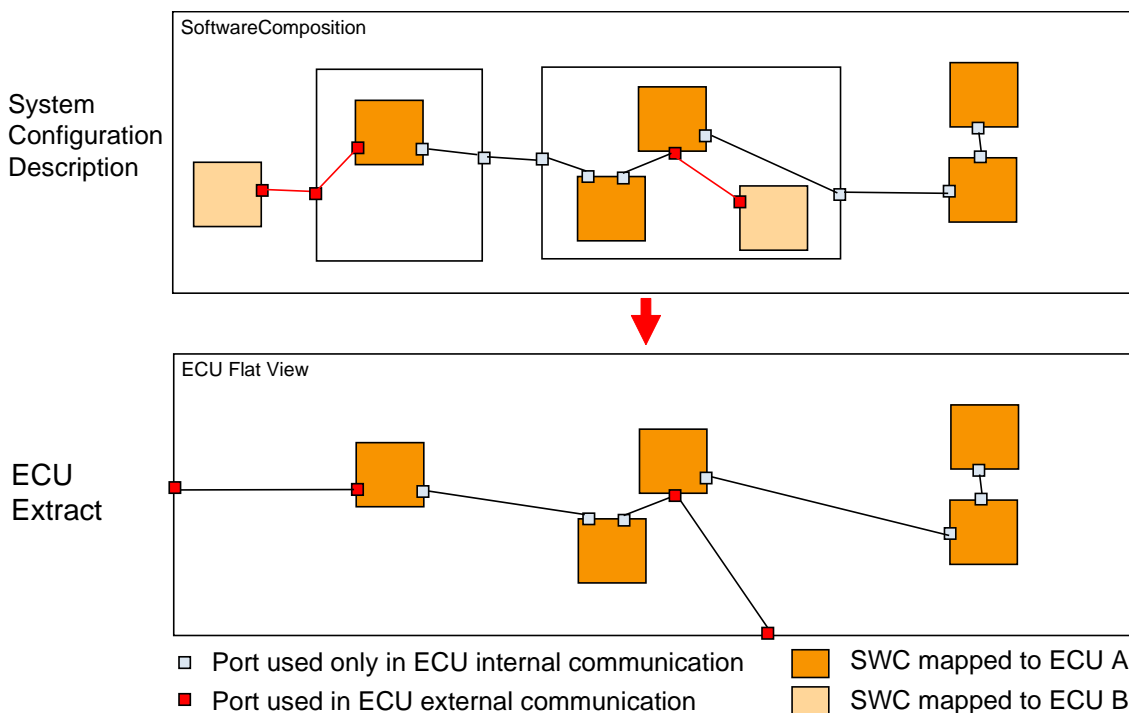 SoftwareComposition
System
Configuration
Description
ECU Flat View
ECU
Extract
Port used only in ECU internal communication
SWC mapped to ECU A
Port used in ECU external communication
SWC mapped to ECU B